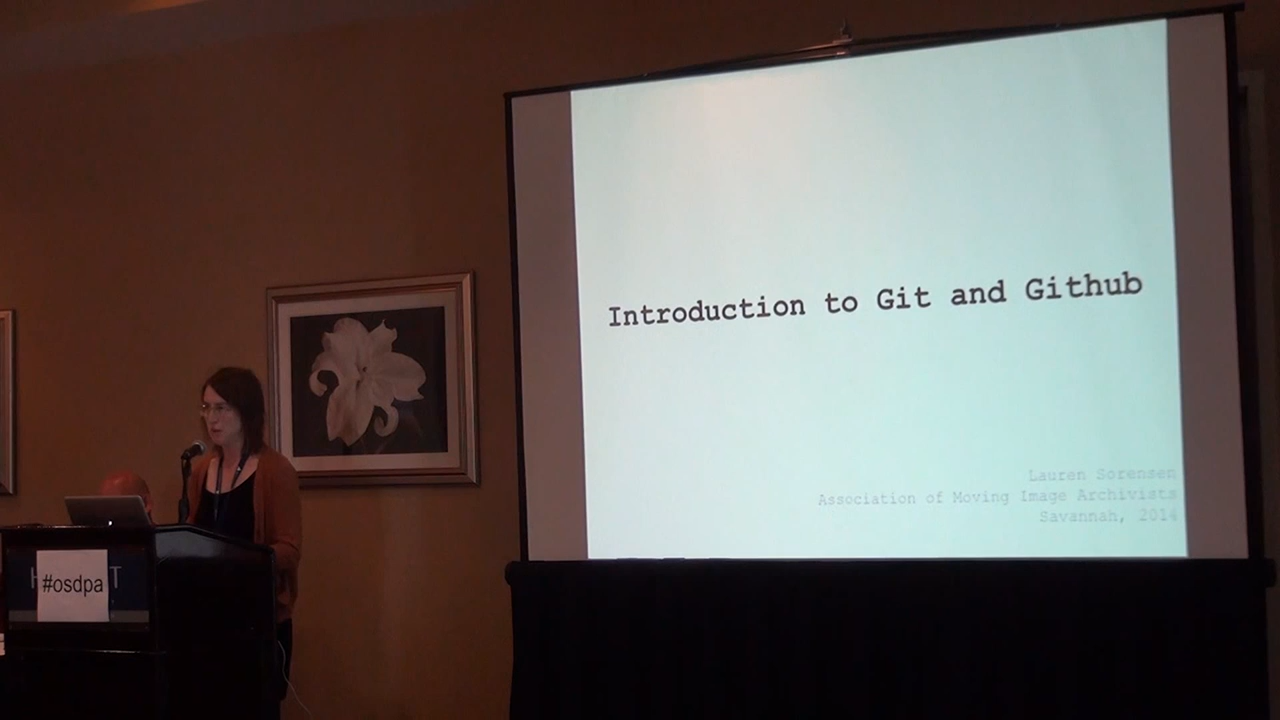 Introduction to Git and Github
Lauren Sorensen
Association of Moving Image Archivists
Savannah, 2014
H T
#osdpa